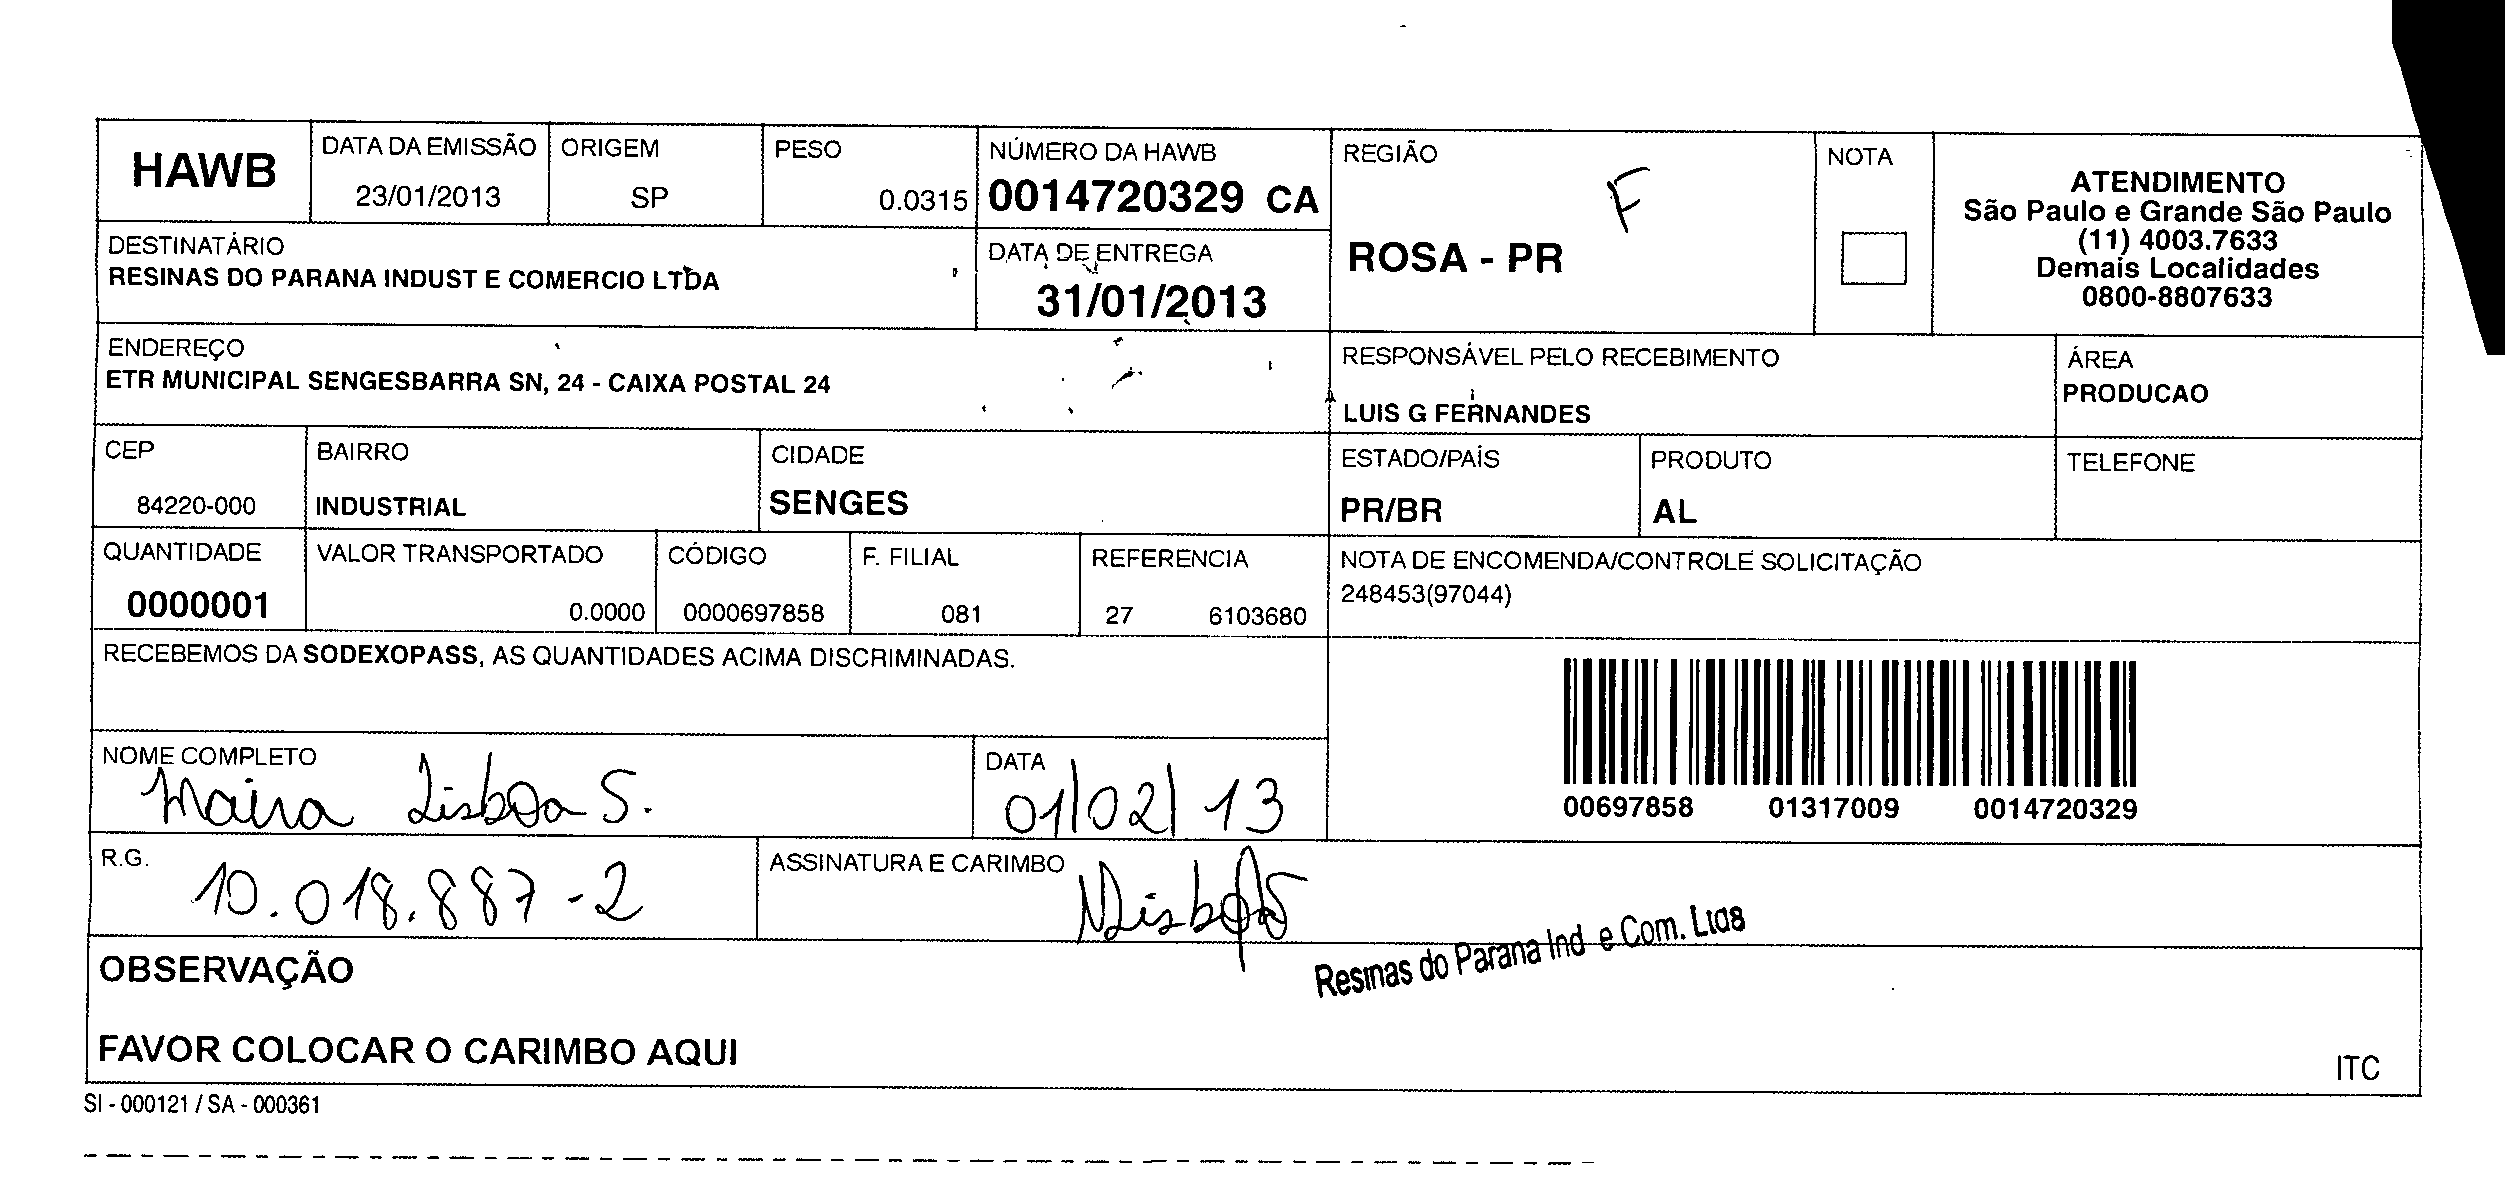 HAWB
DATA DA EMISSÃO
23/01/2013
ORIGEM
SP
PESO
0.0315
NÚMERO DA HAWB
0014720329 CA
REGIÃO
F
ROSA - PR
NOTA
ATENDIMENTO
São Paulo e Grande São Paulo
(11) 4003.7633
Demais Localidades
0800-8807633
DESTINATÁRIO
RESINAS DO PARANA INDUST E COMERCIO LTDA
DATA DE ENTREGA
31/01/2013
ENDEREÇO
ETR MUNICIPAL SENGESBARRA SN, 24 - CAIXA POSTAL 24
RESPONSÁVEL PELO RECEBIMENTO
LUIS G FERNANDES
ÁREA
PRODUCAO
CEP
84220-000
BAIRRO
INDUSTRIAL
CIDADE
SENGES
ESTADO/PAÍS
PR/BR
PRODUTO
AL
TELEFONE
QUANTIDADE
0000001
VALOR TRANSPORTADO
0.0000
CÓDIGO
0000697858
F. FILIAL
081
REFERENCIA
27 6103680
NOTA DE ENCOMENDA/CONTROLE SOLICITAÇÃO
248453(97044)
RECEBEMOS DA SODEXOPASS, AS QUANTIDADES ACIMA DISCRIMINADAS.
00697858 01317009 0014720329
NOME COMPLETO
Maira Lisboa S.
DATA
01/02/13
R.G.
10.018.887-2
ASSINATURA E CARIMBO
Resinas do Parana Ind e Com. Ltda
OBSERVAÇÃO
FAVOR COLOCAR O CARIMBO AQUI
ITC
SI - 000121 / SA - 000361